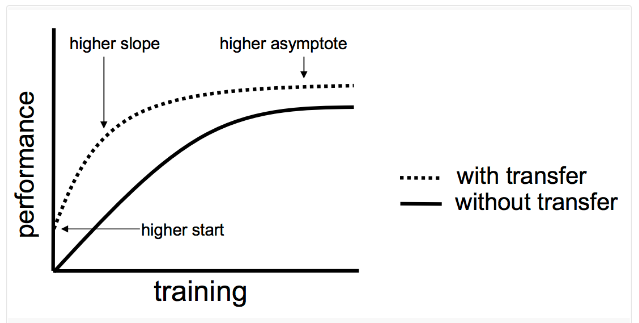 higher slope
higher asymptote
performance
with transfer
without transfer
higher start
training